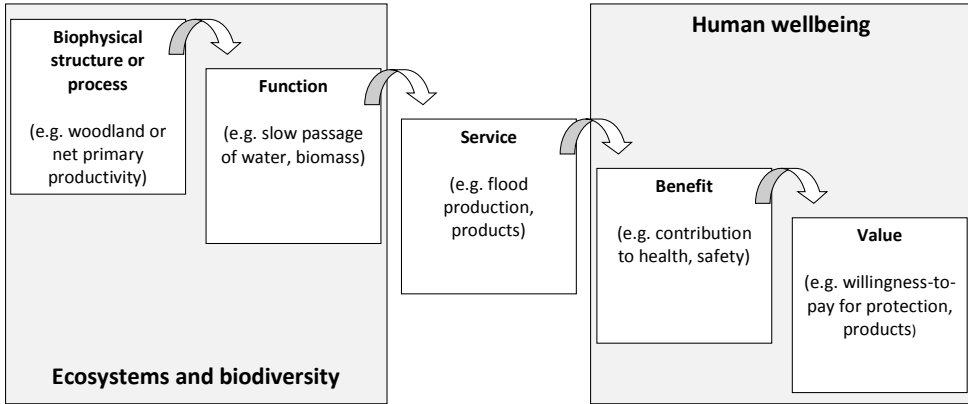 Human wellbeing
Biophysical
structure or
process
(e.g. woodland or
net primary
productivity)
Function
(e.g. slow passage
of water, biomass)
Service
(e.g. flood
production,
products)
Benefit
(e.g. contribution
to health, safety)
Value
(e.g. willingness-to-
pay for protection,
products)
Ecosystems and biodiversity